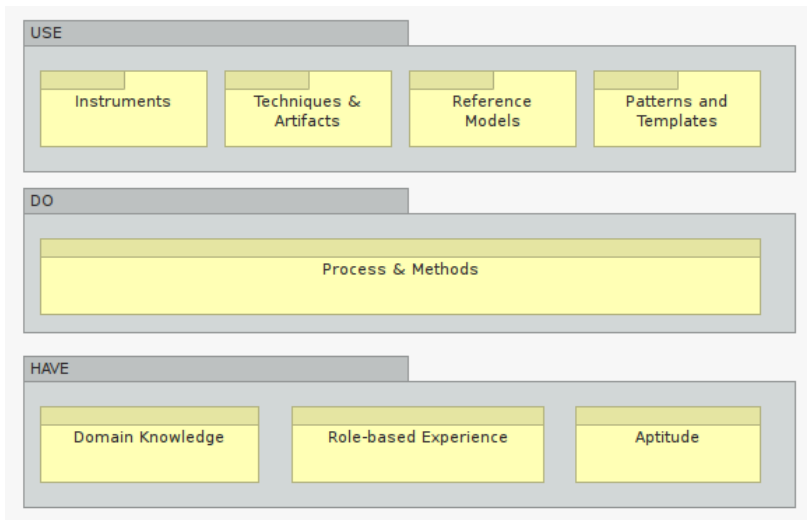 USE
Instruments
Techniques &
Artifacts
Reference
Models
Patterns and
Templates
DO
Process & Methods
HAVE
Domain Knowledge
Role-based Experience
Aptitude